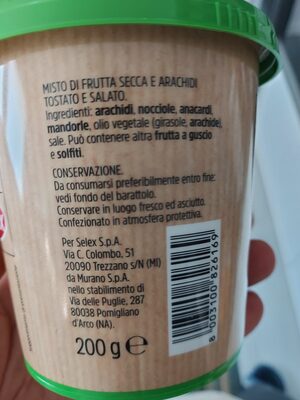 MISTO DI FRUTTA SECCA E ARACHIDI
TOSTATO E SALATO.
Ingredienti: arachidi, nocciole, anacardi,
mandorle, olio vegetale (girasole, arachide),
sale. Può contenere altra frutta a guscio
e solfiti.
CONSERVAZIONE.
Da consumarsi preferibilmente entro fine:
vedi fondo del barattolo.
Conservare in luogo fresco ed asciutto.
Confezionato in atmosfera protettiva.
Per Selex S.p.A.
Via C. Colombo, 51
20090 Trezzano s/N (MI)
da Murano S.p.A.
nello stabilimento di
Via delle Puglie, 287
80038 Pomigliano
d'Arco (NA).
200 g e
8 003100 826169